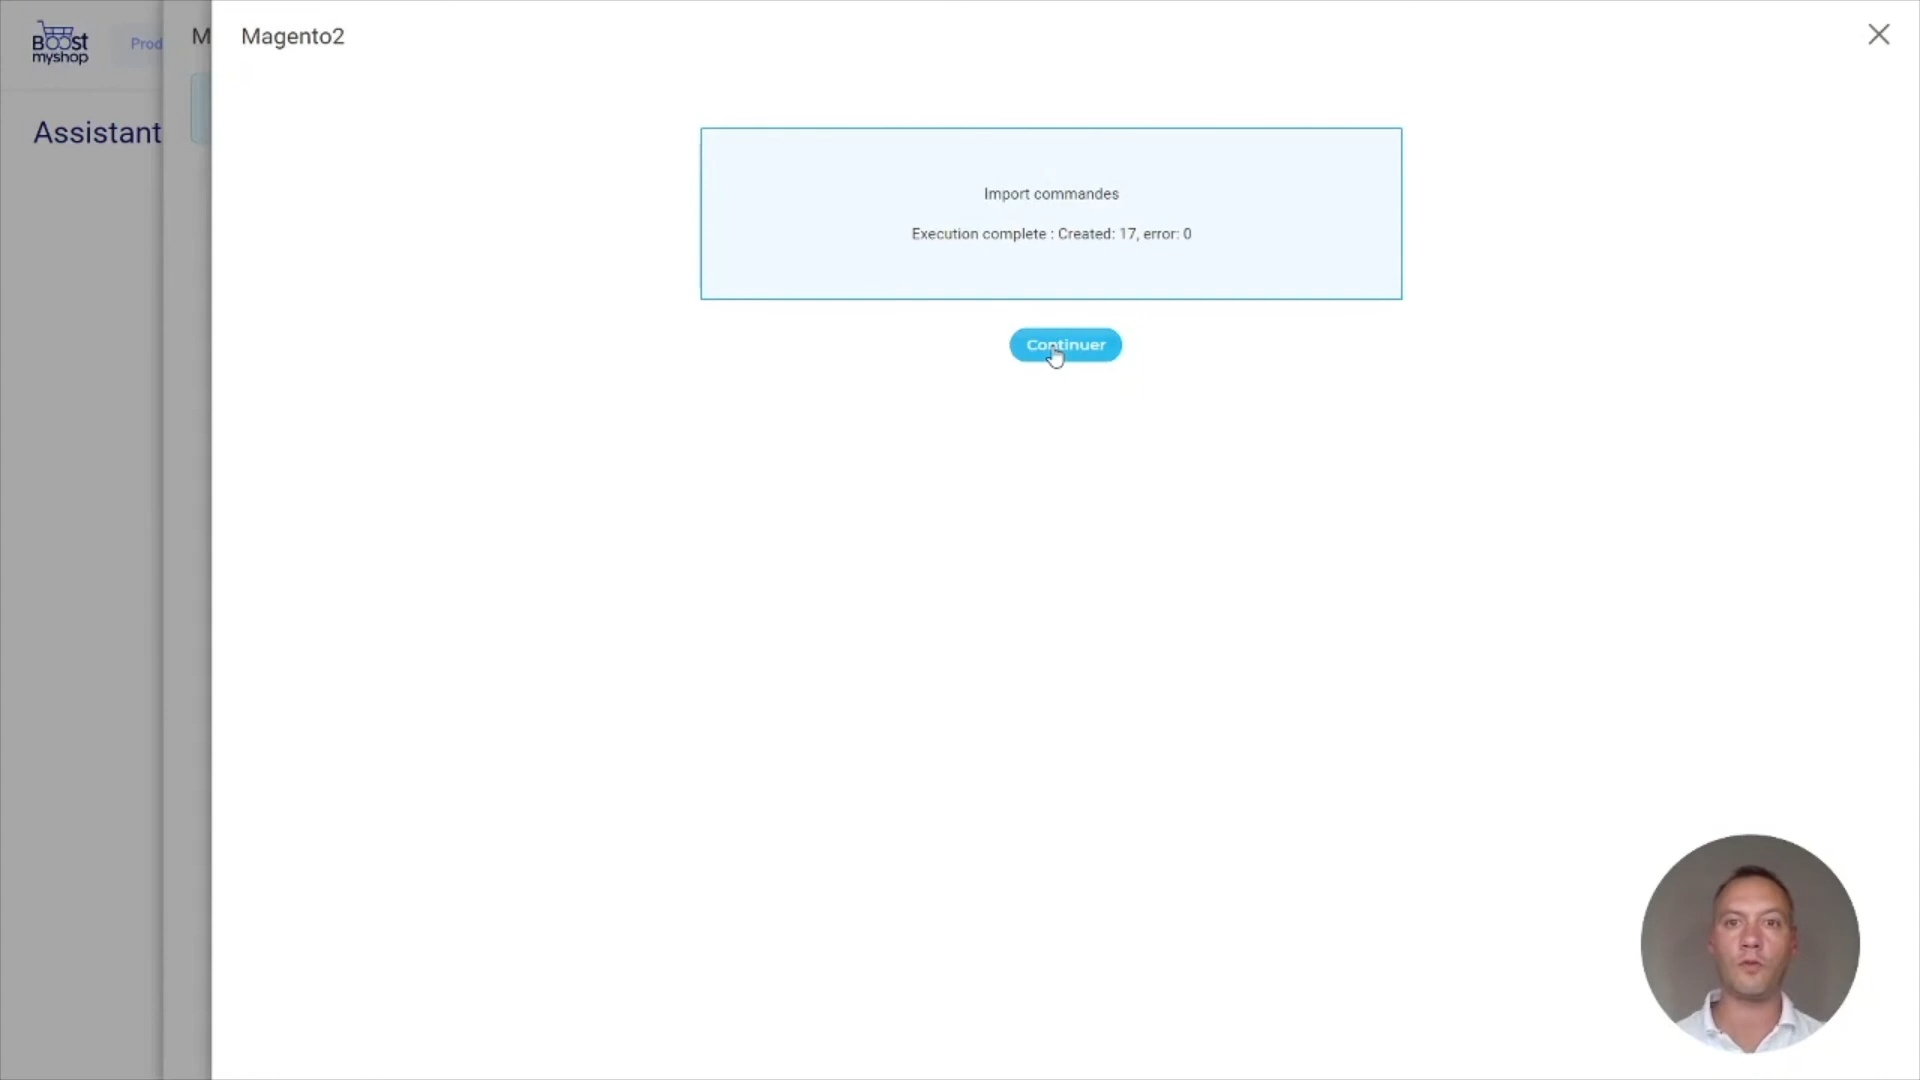 Boost
myshop
Prod
Assistant
M
Magento2
Import commandes
Execution complete : Created: 17, error: 0
Continuer